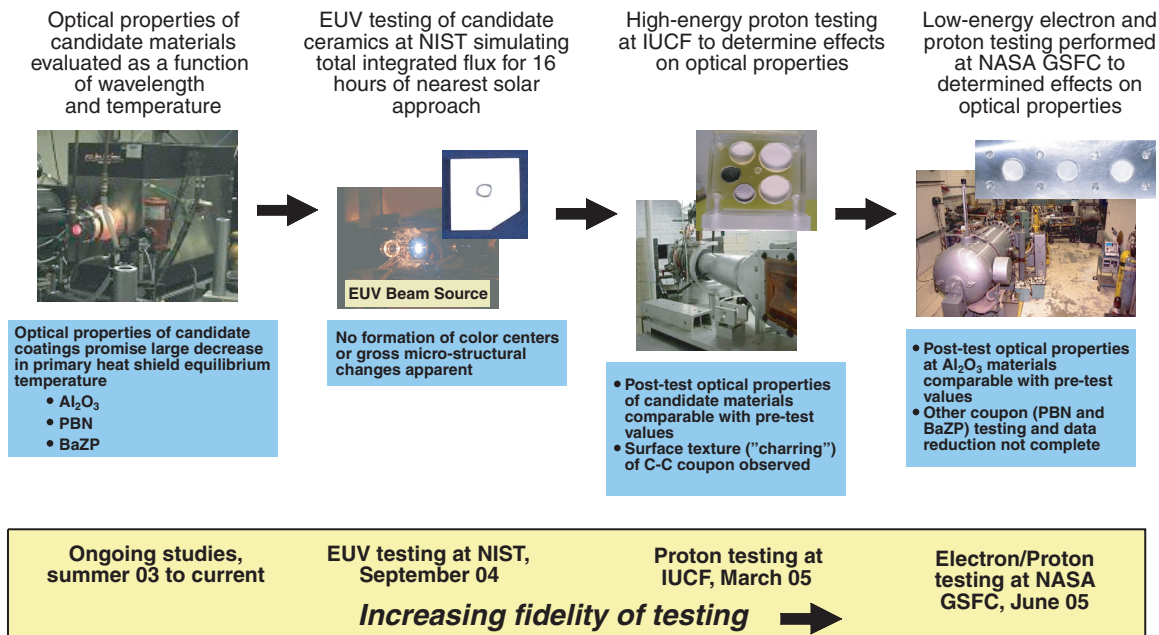 Optical properties of
candidate materials
evaluated as a function
of wavelength
and temperature
EUV testing of candidate
ceramics at NIST simulating
total integrated flux for 16
hours of nearest solar
approach
High-energy proton testing
at IUCF to determine effects
on optical properties
Low-energy electron and
proton testing performed
at NASA GSFC to
determined effects on
optical properties
EUV Beam Source
Optical properties of candidate
coatings promise large decrease
in primary heat shield equilibrium
temperature
• Al₂O₃
• PBN
• BaZP
No formation of color centers
or gross micro-structural
changes apparent
• Post-test optical properties
of candidate materials
comparable with pre-test
values
• Surface texture ("charring")
of C-C coupon observed
• Post-test optical properties
at Al₂O₃ materials
comparable with pre-test
values
• Other coupon (PBN and
BaZP) testing and data
reduction not complete
Ongoing studies,
summer 03 to current
EUV testing at NIST,
September 04
Proton testing at
IUCF, March 05
Electron/Proton
testing at NASA
GSFC, June 05
Increasing fidelity of testing